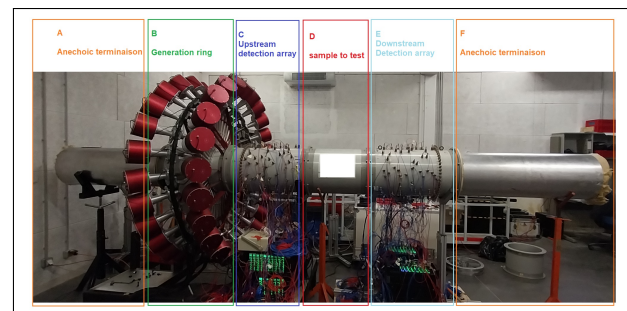 A
Anechoic terminaison
B
Generation ring
C
Upstream
detection array
D
sample to test
E
Downstream
Detection array
F
Anechoic terminaison